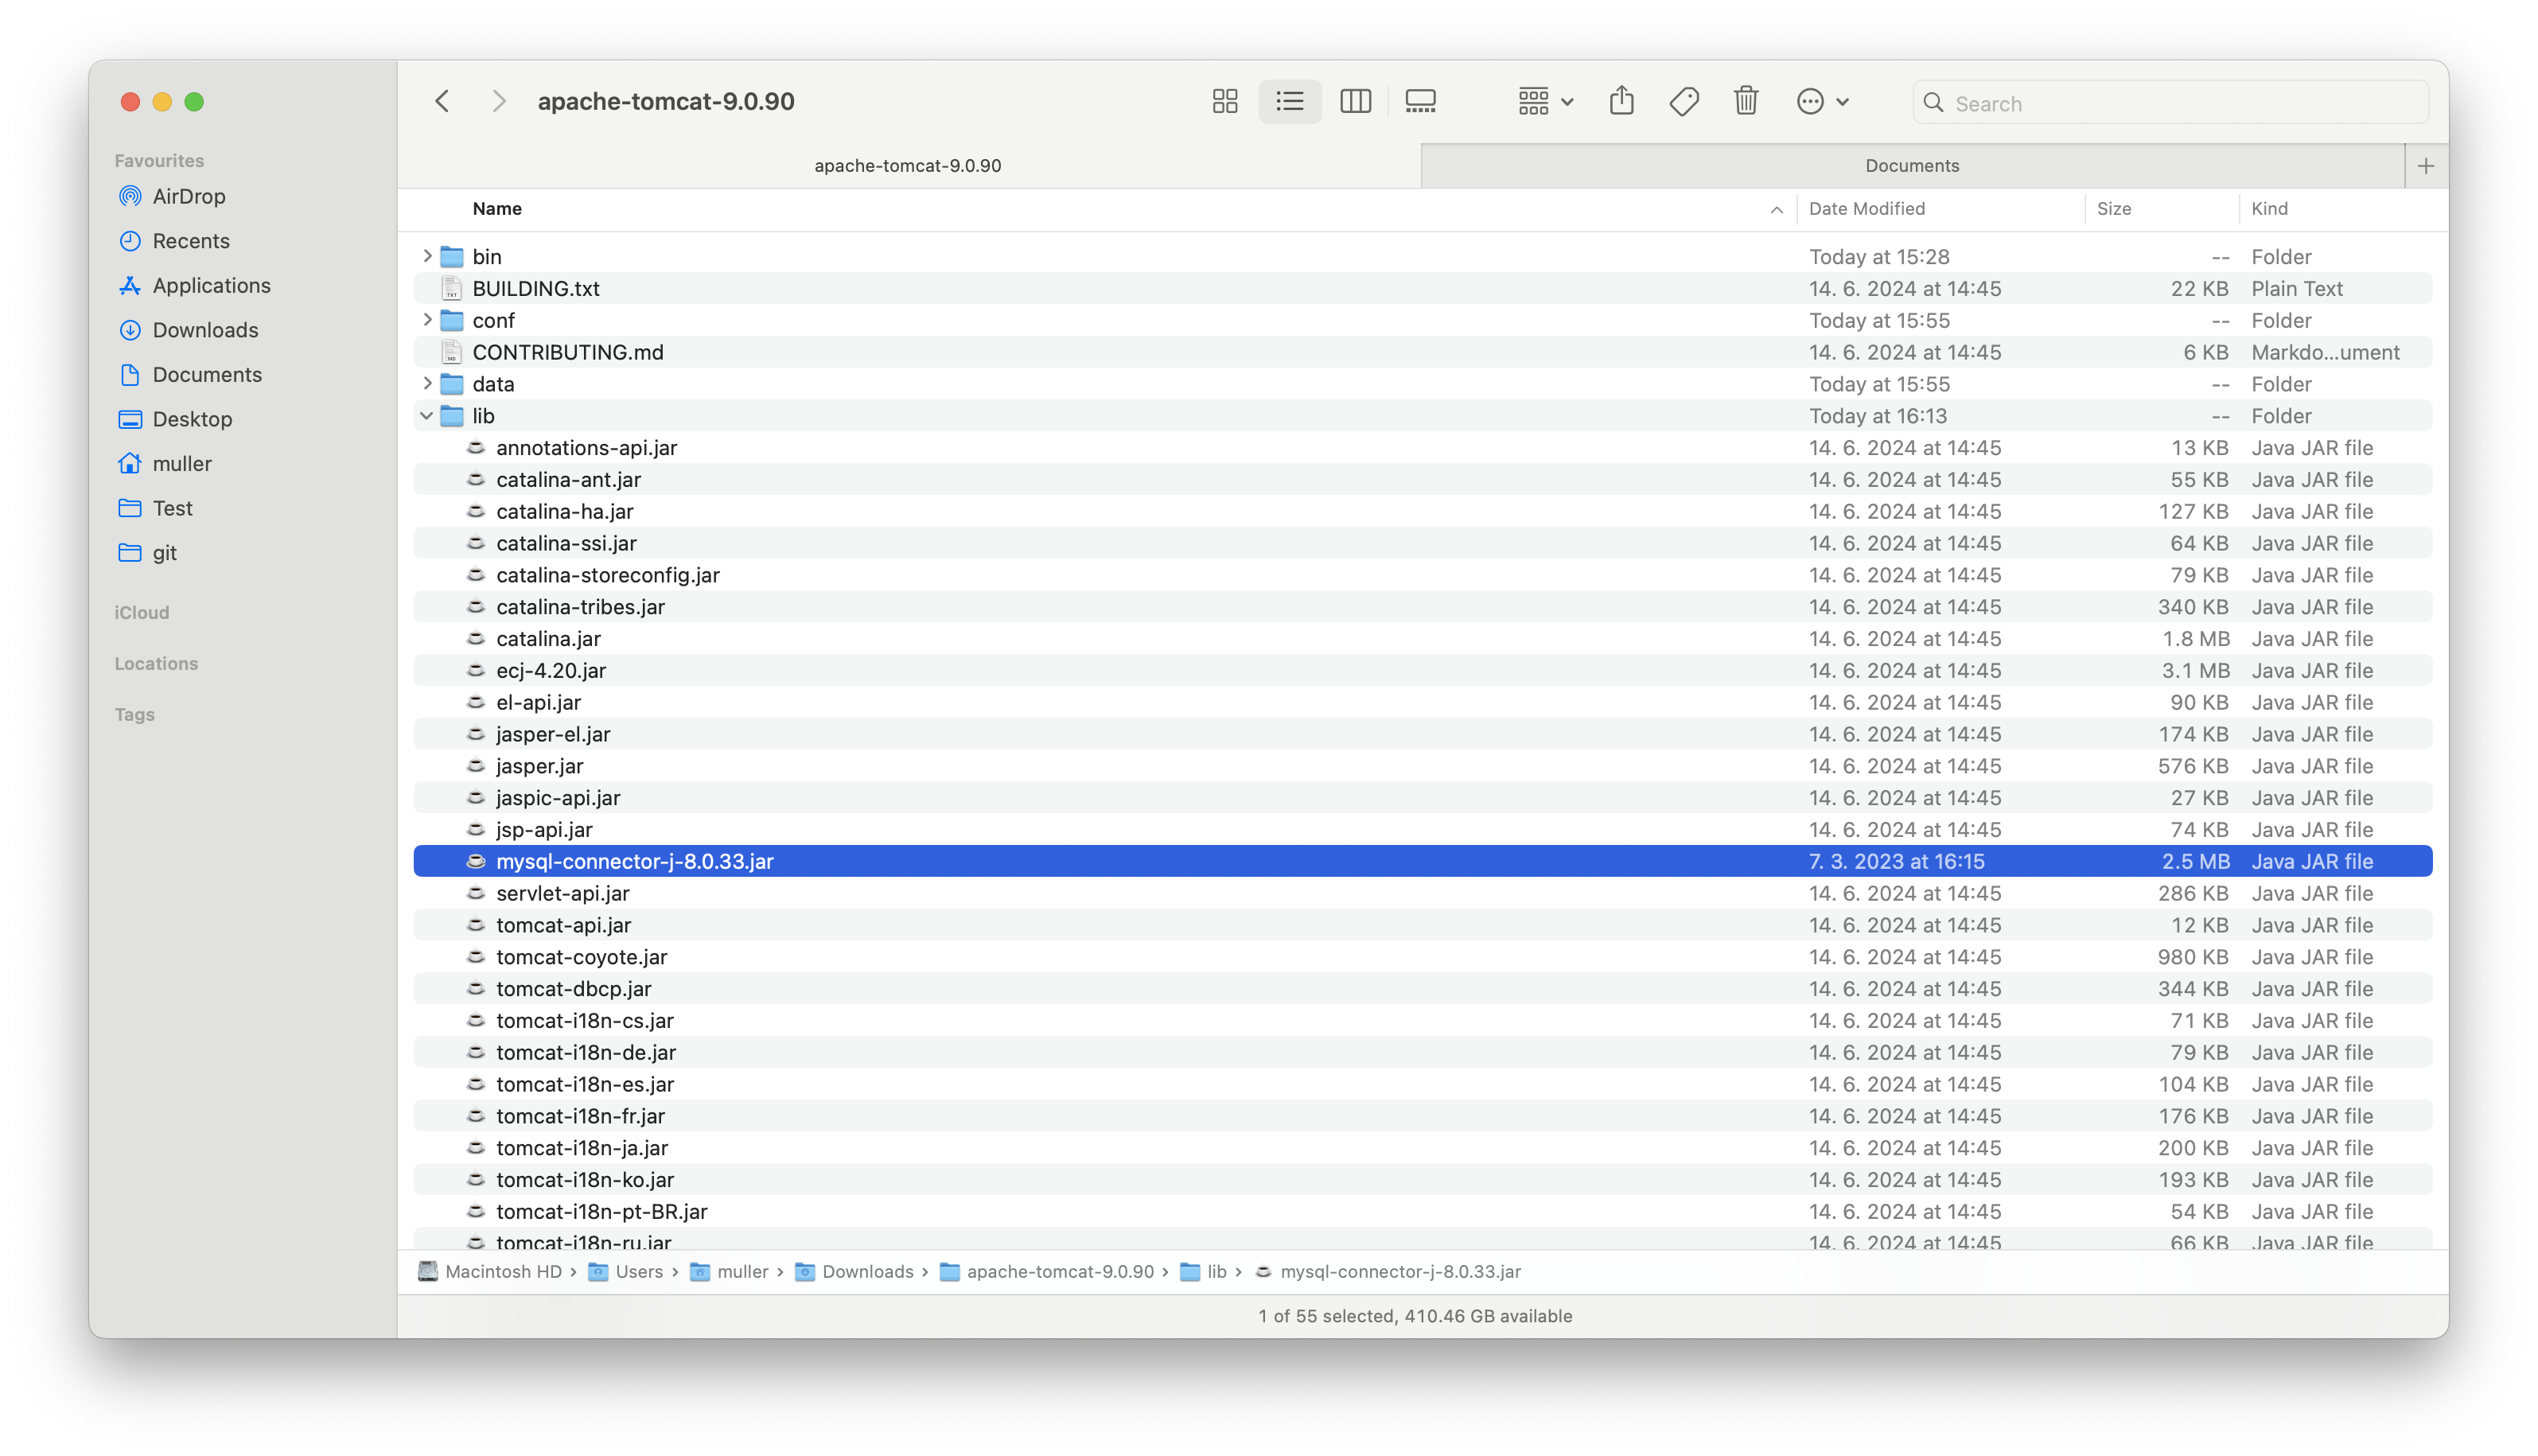 apache-tomcat-9.0.90
Search
Favourites
AirDrop
Recents
Applications
Downloads
Documents
Desktop
muller
Test
git
iCloud
Locations
Tags
apache-tomcat-9.0.90 Documents
Name Date Modified Size Kind
bin Today at 15:28 -- Folder
BUILDING.txt 14. 6. 2024 at 14:45 22 KB Plain Text
conf Today at 15:55 -- Folder
CONTRIBUTING.md 14. 6. 2024 at 14:45 6 KB Markdo...ument
data Today at 15:55 -- Folder
lib Today at 16:13 -- Folder
annotations-api.jar 14. 6. 2024 at 14:45 13 KB Java JAR file
catalina-ant.jar 14. 6. 2024 at 14:45 55 KB Java JAR file
catalina-ha.jar 14. 6. 2024 at 14:45 127 KB Java JAR file
catalina-ssi.jar 14. 6. 2024 at 14:45 64 KB Java JAR file
catalina-storeconfig.jar 14. 6. 2024 at 14:45 79 KB Java JAR file
catalina-tribes.jar 14. 6. 2024 at 14:45 340 KB Java JAR file
catalina.jar 14. 6. 2024 at 14:45 1.8 MB Java JAR file
ecj-4.20.jar 14. 6. 2024 at 14:45 3.1 MB Java JAR file
el-api.jar 14. 6. 2024 at 14:45 90 KB Java JAR file
jasper-el.jar 14. 6. 2024 at 14:45 174 KB Java JAR file
jasper.jar 14. 6. 2024 at 14:45 576 KB Java JAR file
jaspic-api.jar 14. 6. 2024 at 14:45 27 KB Java JAR file
jsp-api.jar 14. 6. 2024 at 14:45 74 KB Java JAR file
mysql-connector-j-8.0.33.jar 7. 3. 2023 at 16:15 2.5 MB Java JAR file
servlet-api.jar 14. 6. 2024 at 14:45 286 KB Java JAR file
tomcat-api.jar 14. 6. 2024 at 14:45 12 KB Java JAR file
tomcat-coyote.jar 14. 6. 2024 at 14:45 980 KB Java JAR file
tomcat-dbcp.jar 14. 6. 2024 at 14:45 344 KB Java JAR file
tomcat-i18n-cs.jar 14. 6. 2024 at 14:45 71 KB Java JAR file
tomcat-i18n-de.jar 14. 6. 2024 at 14:45 79 KB Java JAR file
tomcat-i18n-es.jar 14. 6. 2024 at 14:45 104 KB Java JAR file
tomcat-i18n-fr.jar 14. 6. 2024 at 14:45 176 KB Java JAR file
tomcat-i18n-ja.jar 14. 6. 2024 at 14:45 200 KB Java JAR file
tomcat-i18n-ko.jar 14. 6. 2024 at 14:45 193 KB Java JAR file
tomcat-i18n-pt-BR.jar 14. 6. 2024 at 14:45 54 KB Java JAR file
tomcat-i18n-ru.jar 14. 6. 2024 at 14:45 66 KB Java JAR file
Macintosh HD › Users › muller › Downloads › apache-tomcat-9.0.90 › lib › mysql-connector-j-8.0.33.jar
1 of 55 selected, 410.46 GB available